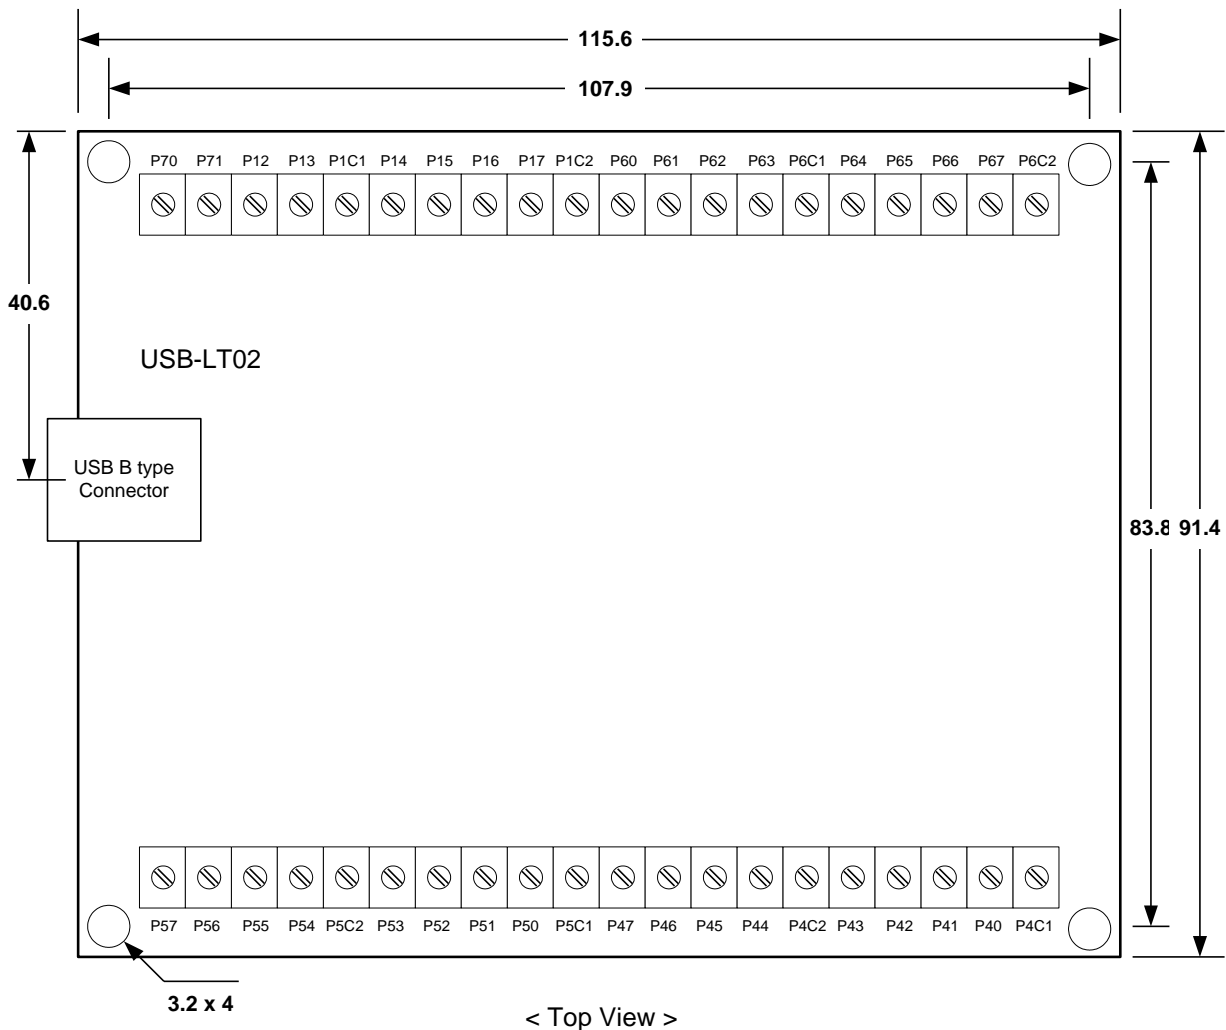 115.6
107.9
P70 P71 P12 P13 P1C1 P14 P15 P16 P17 P1C2 P60 P61 P62 P63 P6C1 P64 P65 P66 P67 P6C2
40.6
USB-LT02
USB B type
Connector
83.8 91.4
P57 P56 P55 P54 P5C2 P53 P52 P51 P50 P5C1 P47 P46 P45 P44 P4C2 P43 P42 P41 P40 P4C1
3.2 x 4
< Top View >